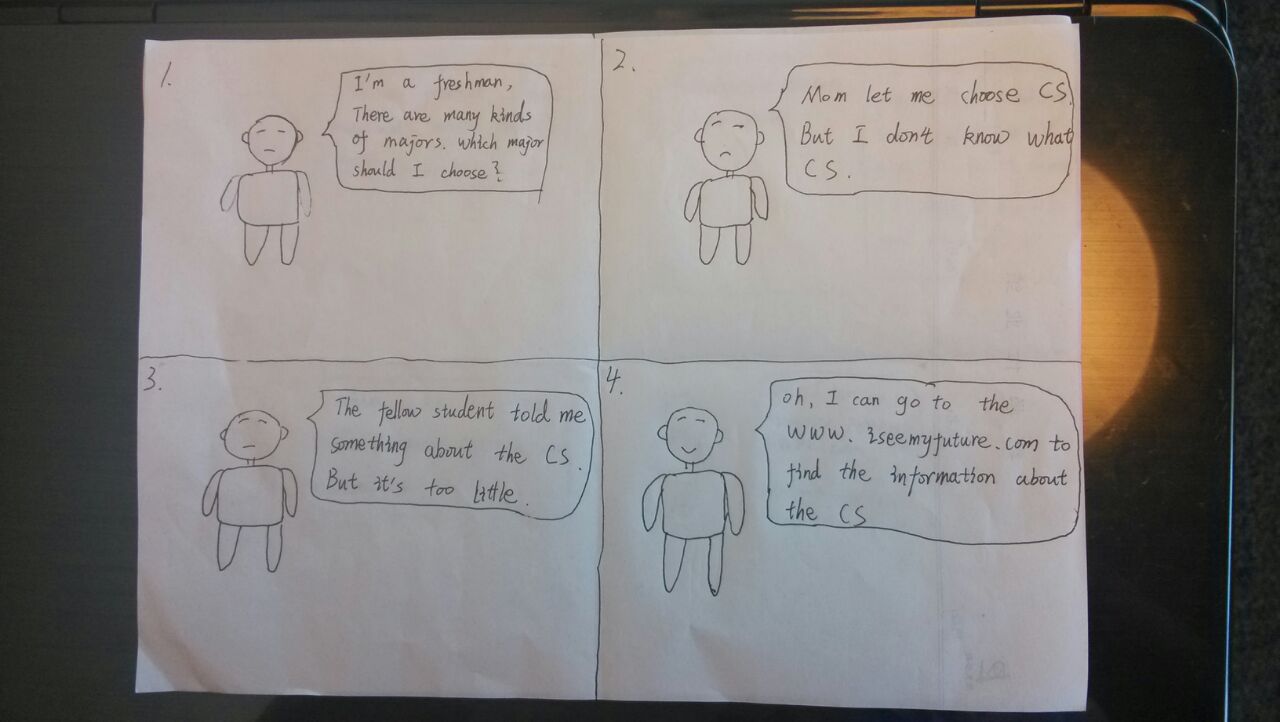 1.
I'm a freshman,
There are many kinds
of majors. which major
should I choose?
2.
Mom let me choose CS.
But I don't know what
CS.
3.
The fellow student told me
something about the CS.
But it's too little.
4.
oh, I can go to the
www.iseemyfuture.com to
find the information about
the CS